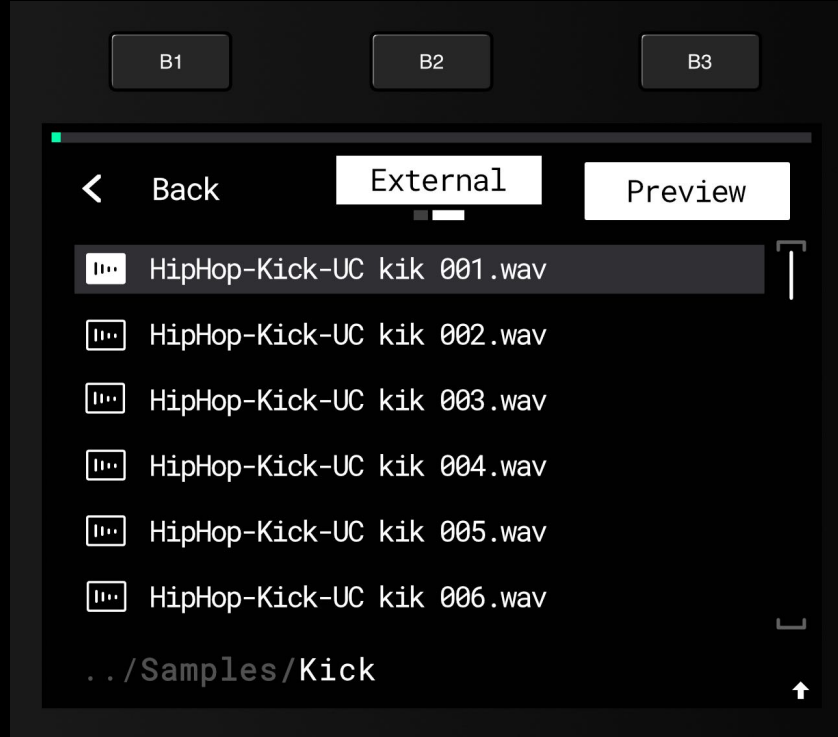 B1 B2 B3
Back External Preview
HipHop-Kick-UC kik 001.wav
HipHop-Kick-UC kik 002.wav
HipHop-Kick-UC kik 003.wav
HipHop-Kick-UC kik 004.wav
HipHop-Kick-UC kik 005.wav
HipHop-Kick-UC kik 006.wav
../Samples/Kick